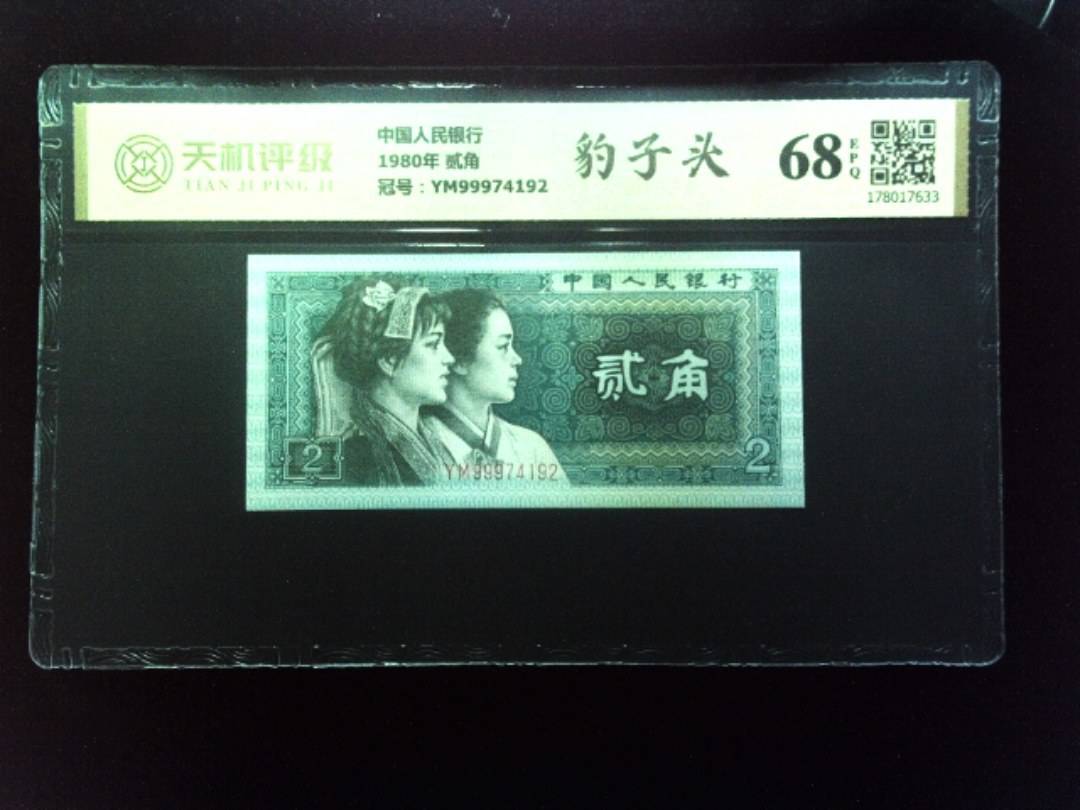 天机评级
TIAN JI PING JI
中国人民银行
1980年 贰角
冠号：YM99974192
豹子头
68
EPQ
178017633
中国人民银行
贰角
2
YM99974192
2